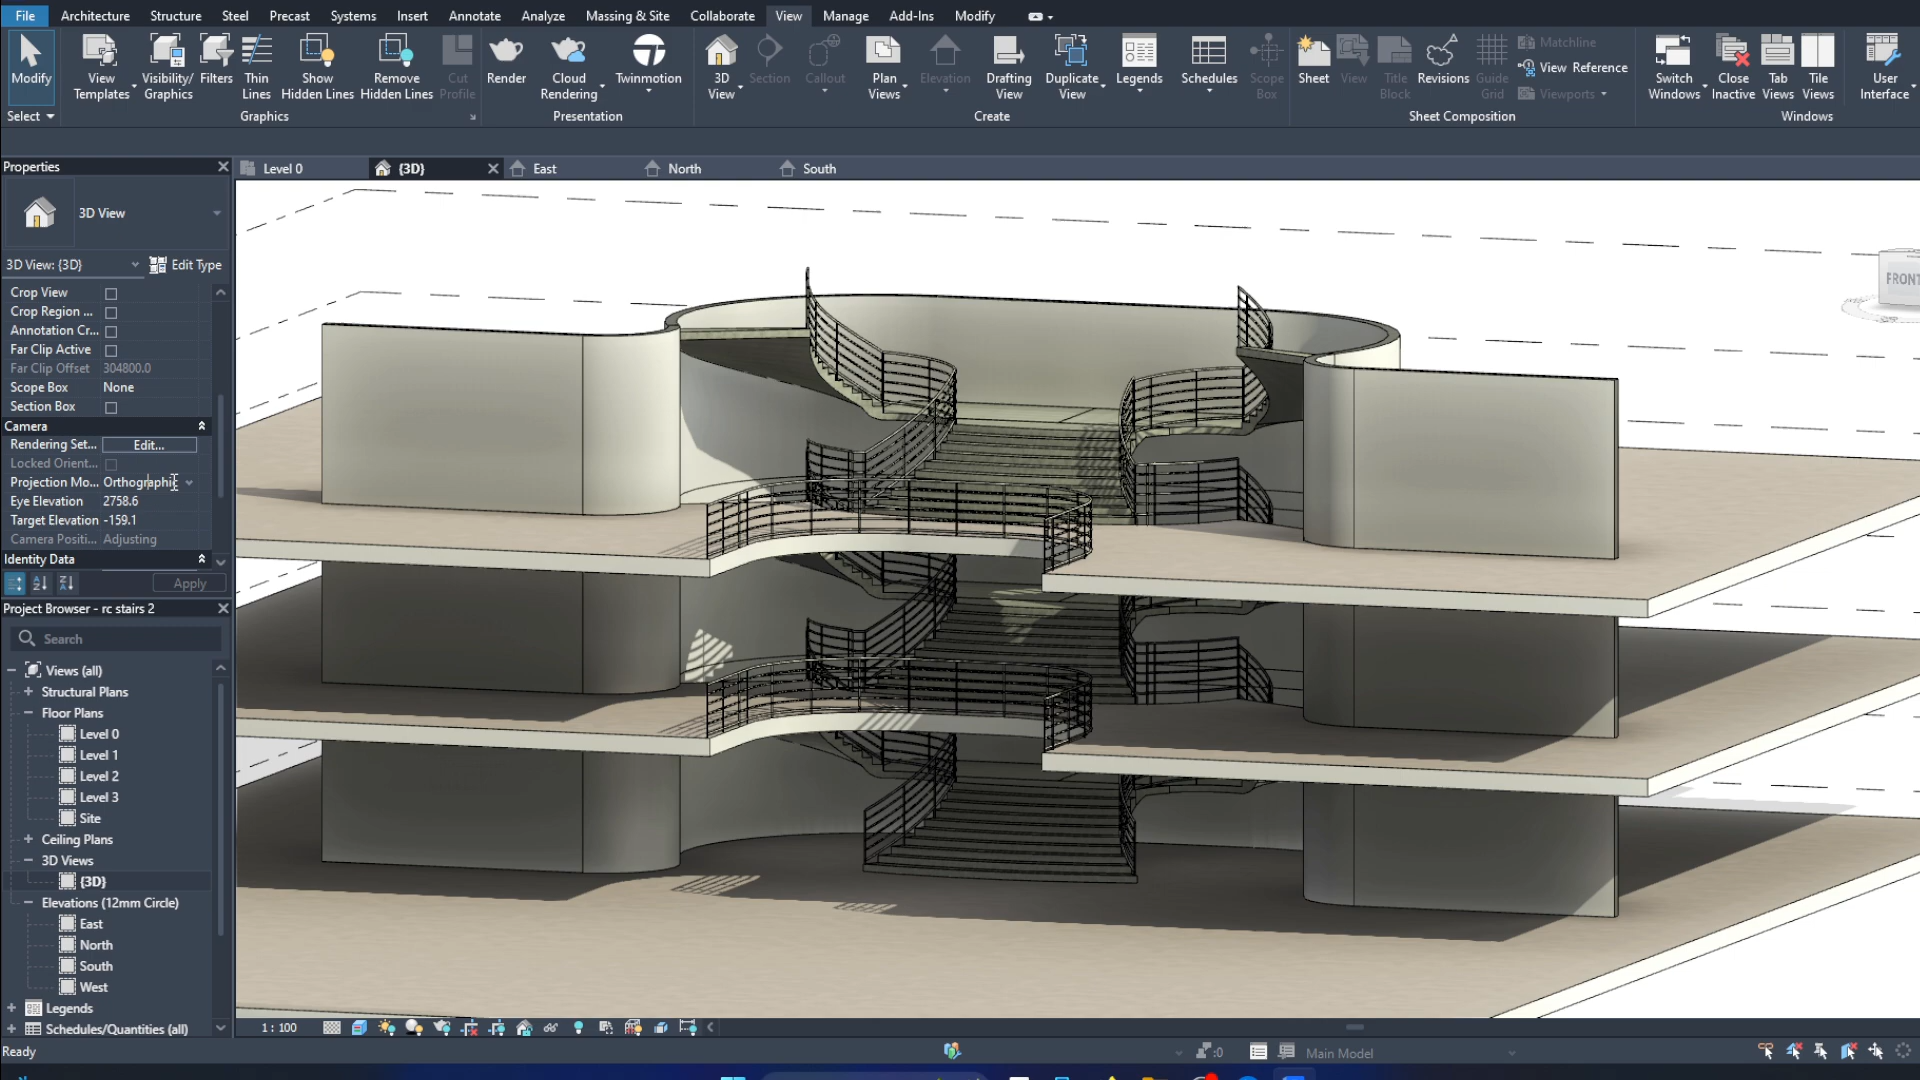 File Architecture Structure Steel Precast Systems Insert Annotate Analyze Massing & Site Collaborate View Manage Add-Ins Modify
Modify
View Templates
Visibility/ Graphics
Filters
Thin Lines
Show Hidden Lines
Remove Hidden Lines
Cut Profile
Render
Cloud Rendering
Twinmotion
3D View
Section
Callout
Plan Views
Elevation
Drafting View
Duplicate View
Legends
Schedules
Scope Box
Sheet
View
Title Block
Revisions
Guide Grid
Matchline
View Reference
Viewports
Switch Windows
Close Inactive
Tab Views
Tile Views
User Interface
Select Graphics Presentation Create Sheet Composition Windows
Properties
Level 0 {3D} East North South
3D View
3D View: {3D} Edit Type
Crop View
Crop Region ...
Annotation Cr...
Far Clip Active
Far Clip Offset 304800.0
Scope Box None
Section Box
Camera
Rendering Set... Edit...
Locked Orient...
Projection Mo... Orthographic
Eye Elevation 2758.6
Target Elevation -159.1
Camera Positi... Adjusting
Identity Data
Apply
Project Browser - rc stairs 2
Search
Views (all)
Structural Plans
Floor Plans
Level 0
Level 1
Level 2
Level 3
Site
Ceiling Plans
3D Views
{3D}
Elevations (12mm Circle)
East
North
South
West
Legends
Schedules/Quantities (all)
FRONT
1 : 100
Ready
:0
Main Model